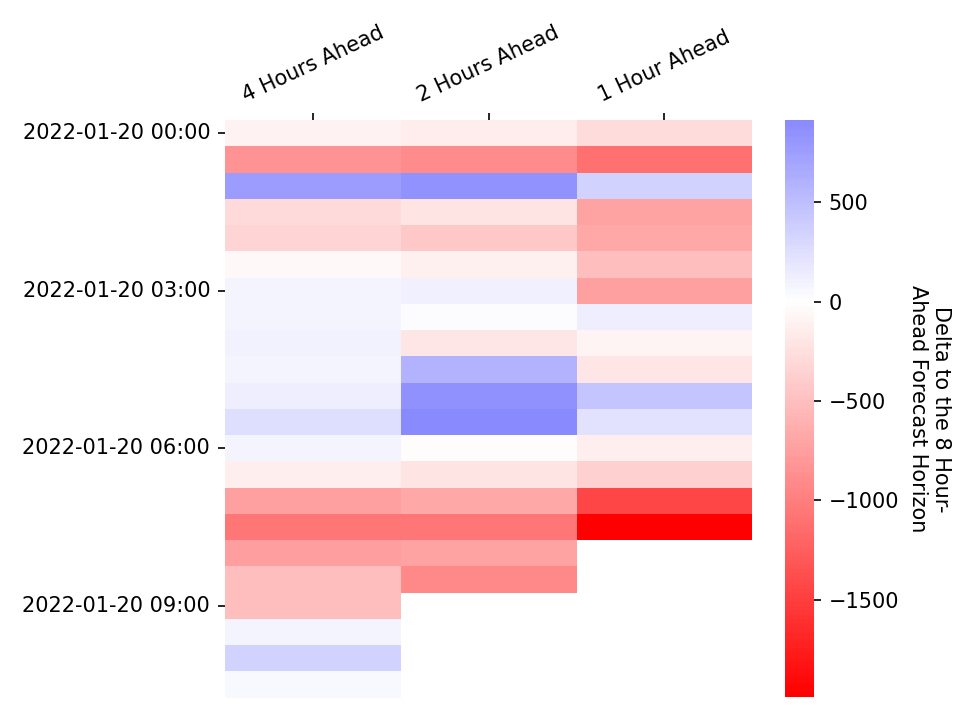 4 Hours Ahead
2 Hours Ahead
1 Hour Ahead
2022-01-20 00:00
2022-01-20 03:00
2022-01-20 06:00
2022-01-20 09:00
500
0
−500
−1000
−1500
Delta to the 8 Hour-
Ahead Forecast Horizon